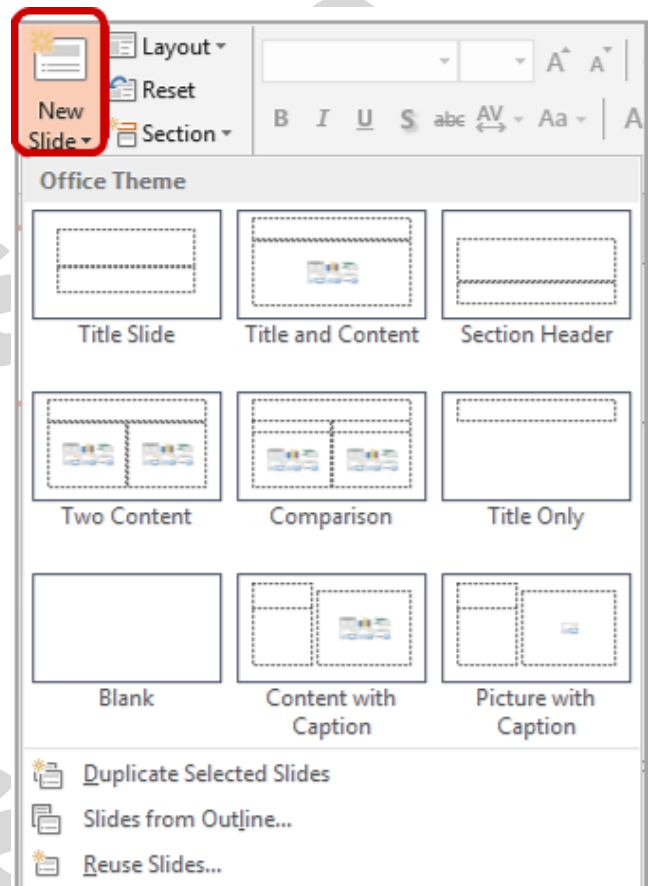 New
Slide
Layout
Reset
Section
A A
B I U S abc AV Aa A
Office Theme
Title Slide
Title and Content
Section Header
Two Content
Comparison
Title Only
Blank
Content with
Caption
Picture with
Caption
Duplicate Selected Slides
Slides from Outline...
Reuse Slides...